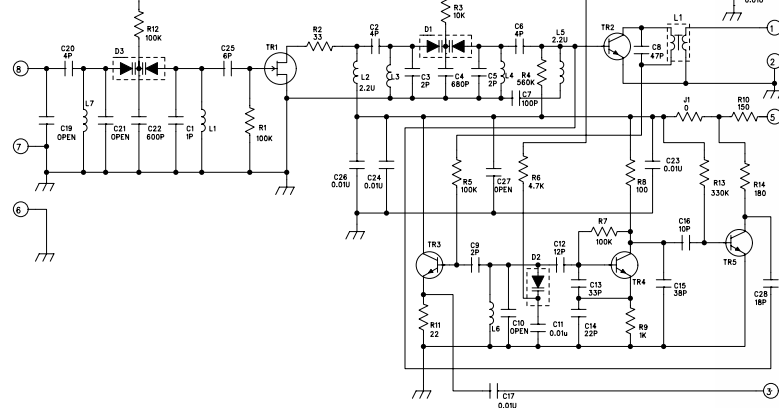 0.01U
R12
100K
R3
10K
R2
33
C2
4P
D1
C6
4P
L5
2.2U
TR2
L1
1
C20
4P
D3
C25
6P
TR1
C8
47P
2
8
L2
2.2U
L3
C3
2P
C4
680P
C5
2P
L4
R4
560K
C7
100P
L7
J1
0
R10
150
5
C19
OPEN
C21
OPEN
C22
600P
C1
1P
L1
R1
100K
7
C26
0.01U
C24
0.01U
R5
100K
C27
OPEN
R6
4.7K
R8
100
C23
0.01U
R13
330K
R14
180
6
TR3
C9
2P
D2
C12
12P
R7
100K
C16
10P
TR5
TR4
C13
33P
C15
38P
C28
18P
R11
22
L6
C10
OPEN
C11
0.01u
C14
22P
R9
1K
C17
0.01U
3